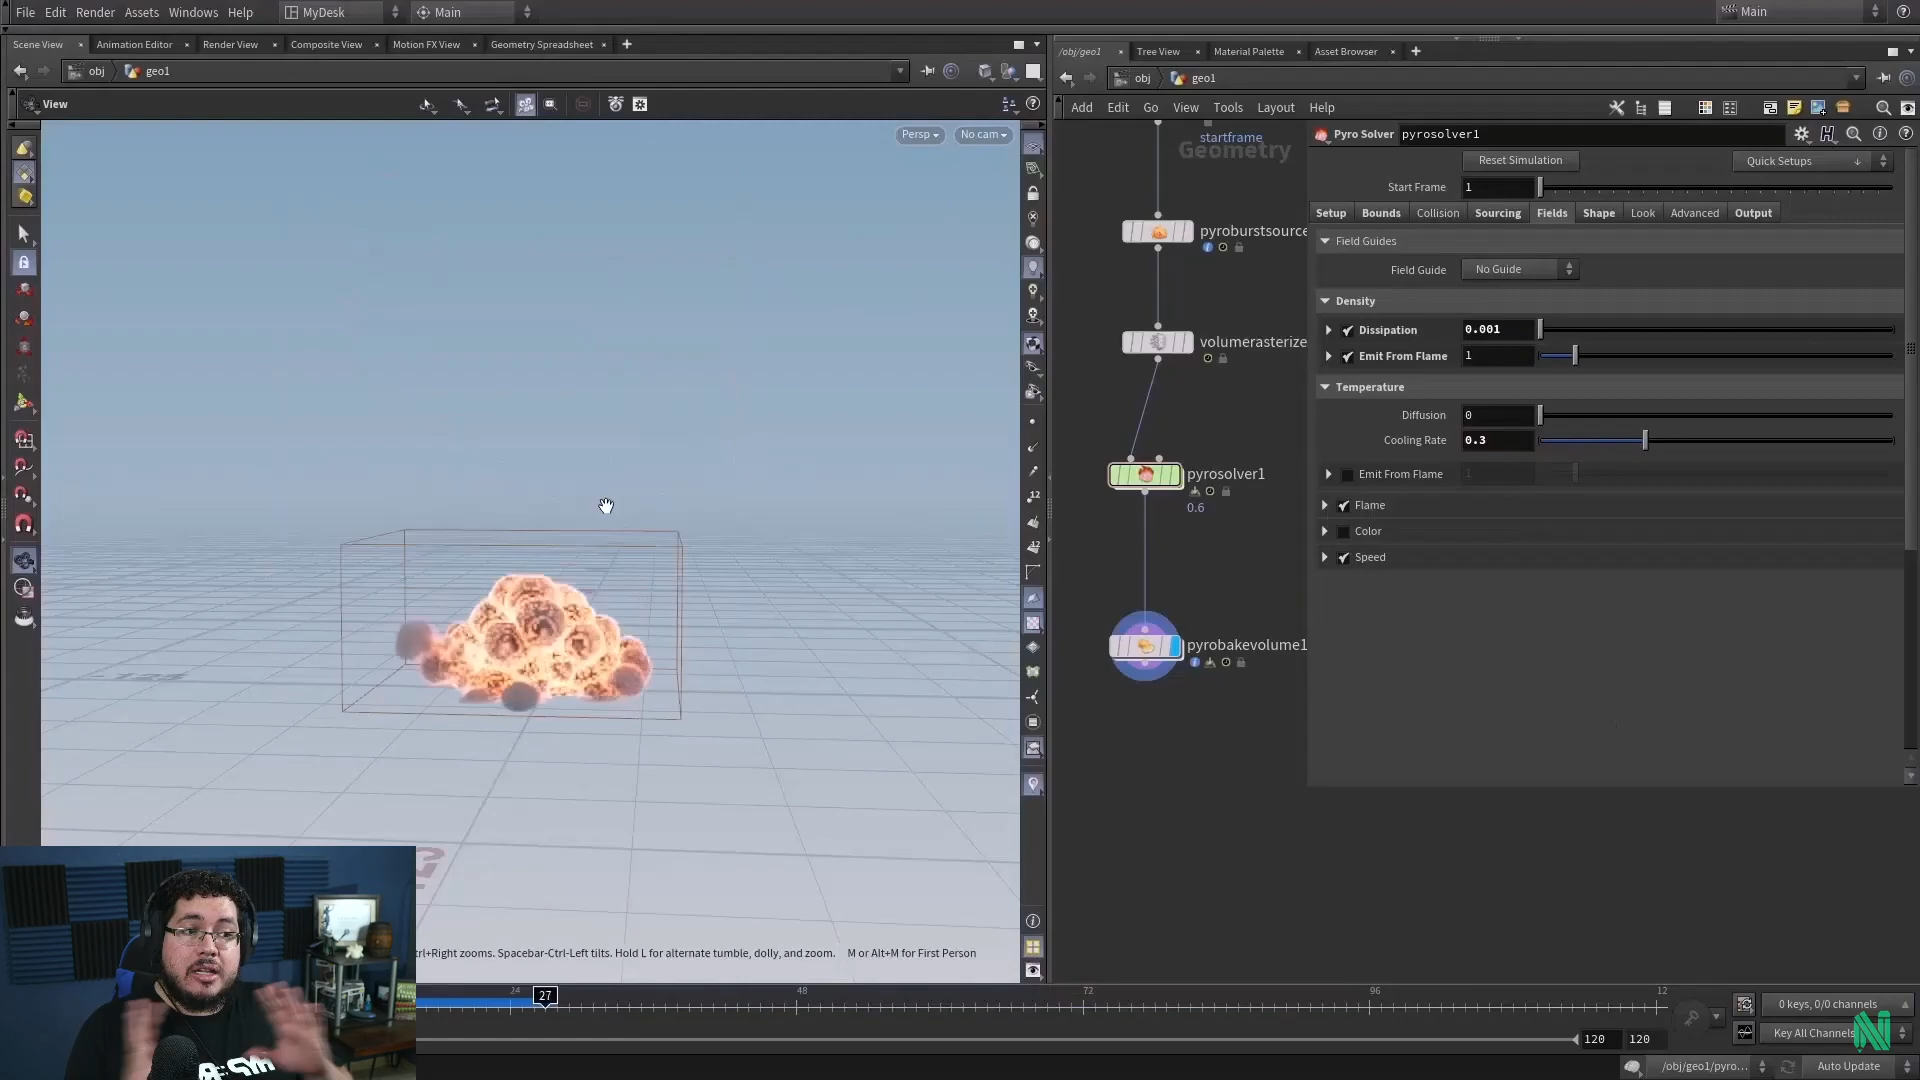 File Edit Render Assets Windows Help MyDesk Main Main
Scene View Animation Editor Render View Composite View Motion FX View Geometry Spreadsheet
/obj/geo1 Tree View Material Palette Asset Browser
obj geo1
obj geo1
View
Add Edit Go View Tools Layout Help
Persp No cam
startframe
Geometry
pyroburstsource
volumerasterize
pyrosolver1
0.6
pyrobakevolume1
Pyro Solver pyrosolver1
Reset Simulation Quick Setups
Start Frame 1
Setup Bounds Collision Sourcing Fields Shape Look Advanced Output
Field Guides
Field Guide No Guide
Density
Dissipation 0.001
Emit From Flame 1
Temperature
Diffusion 0
Cooling Rate 0.3
Emit From Flame 1
Flame
Color
Speed
12
12
trl+Right zooms. Spacebar-Ctrl-Left tilts. Hold L for alternate tumble, dolly, and zoom. M or Alt+M for First Person
24 27 48 72 96 12
0 keys, 0/0 channels
120 120
Key All Channels
/obj/geo1/pyro... Auto Update